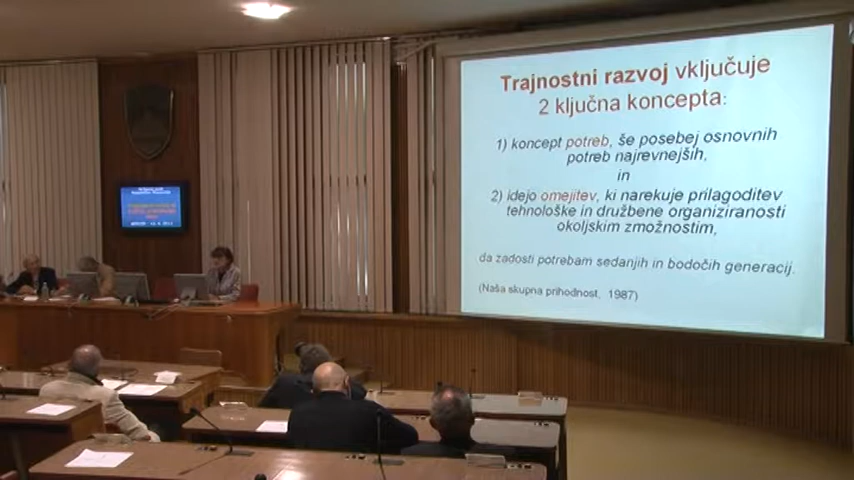 Trajnostni razvoj vključuje
2 ključna koncepta:
1) koncept potreb, še posebej osnovnih
potreb najrevnejših,
in
2) idejo omejitev, ki narekuje prilagoditev
tehnološke in družbene organiziranosti
okoljskim zmožnostim,
da zadosti potrebam sedanjih in bodočih generacij.
(Naša skupna prihodnost, 1987)